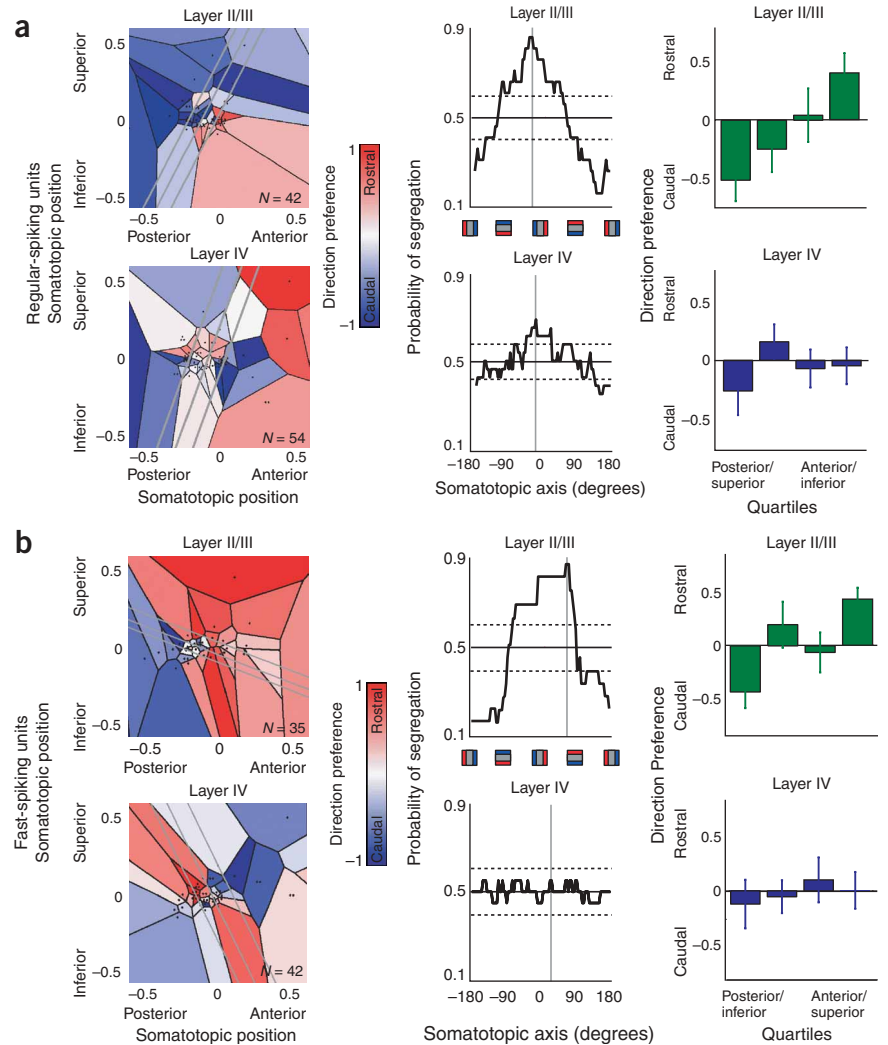 a
Layer II/III
Regular-spiking units
Somatotopic position
Superior
Inferior
0.5
0
−0.5
N = 42
−0.5 0 0.5
Posterior Anterior
Layer IV
Superior
Inferior
0.5
0
−0.5
N = 54
−0.5 0 0.5
Posterior Anterior
Somatotopic position
Direction preference
1
Rostral
Caudal
−1
Layer II/III
Probability of segregation
0.9
0.5
0.1
Layer IV
0.9
0.5
0.1
−180 −90 0 90 180
Somatotopic axis (degrees)
Layer II/III
Direction preference
Rostral
Caudal
0.5
0
−0.5
Layer IV
Rostral
Caudal
0.5
0
−0.5
Posterior/ Anterior/
superior inferior
Quartiles
b
Layer II/III
Fast-spiking units
Somatotopic position
Superior
Inferior
0.5
0
−0.5
N = 35
−0.5 0 0.5
Posterior Anterior
Layer IV
Superior
Inferior
0.5
0
−0.5
N = 42
−0.5 0 0.5
Posterior Anterior
Somatotopic position
Direction preference
1
Rostral
Caudal
−1
Layer II/III
Probability of segregation
0.9
0.5
0.1
Layer IV
0.9
0.5
0.1
−180 −90 0 90 180
Somatotopic axis (degrees)
Layer II/III
Direction Preference
Rostral
Caudal
0.5
0
−0.5
Layer IV
Rostral
Caudal
0.5
0
−0.5
Posterior/ Anterior/
inferior superior
Quartiles